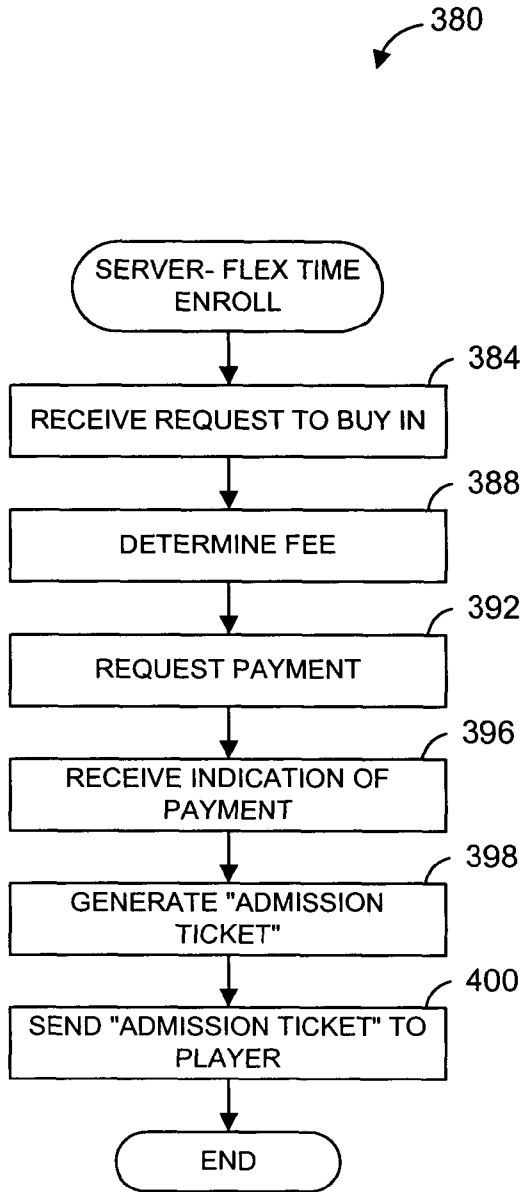 380
SERVER- FLEX TIME
ENROLL
384
RECEIVE REQUEST TO BUY IN
388
DETERMINE FEE
392
REQUEST PAYMENT
396
RECEIVE INDICATION OF
PAYMENT
398
GENERATE "ADMISSION
TICKET"
400
SEND "ADMISSION TICKET" TO
PLAYER
END